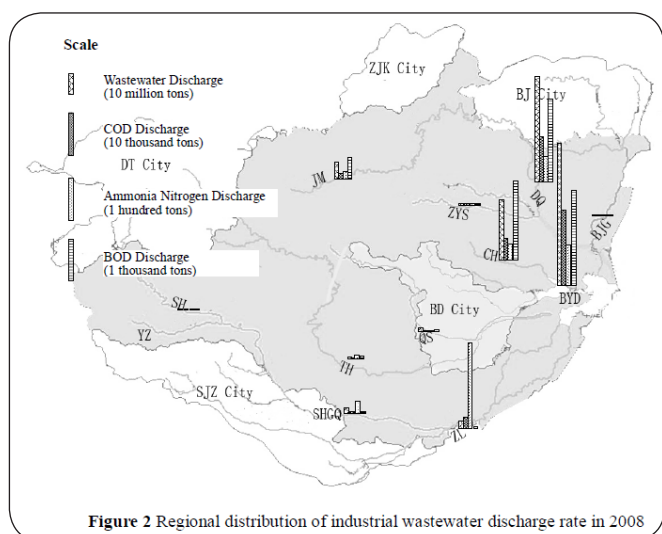 Scale
Wastewater Discharge
(10 million tons)
COD Discharge
(10 thousand tons)
Ammonia Nitrogen Discharge
(1 hundred tons)
BOD Discharge
(1 thousand tons)
ZJK City
BJ City
DT City
JM
ZYS
DQ
BJG
CH
BYD
BD City
SH
QS
YZ
TH
SJZ City
SHGQ
ZL
Figure 2 Regional distribution of industrial wastewater discharge rate in 2008